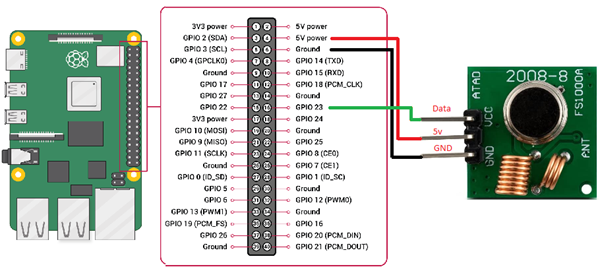 3V3 power 1 2 5V power
GPIO 2 (SDA) 3 4 5V power
GPIO 3 (SCL) 5 6 Ground
GPIO 4 (GPCLK0) 7 8 GPIO 14 (TXD)
Ground 9 10 GPIO 15 (RXD)
GPIO 17 11 12 GPIO 18 (PCM_CLK)
GPIO 27 13 14 Ground
GPIO 22 15 16 GPIO 23
3V3 power 17 18 GPIO 24
GPIO 10 (MOSI) 19 20 Ground
GPIO 9 (MISO) 21 22 GPIO 25
GPIO 11 (SCLK) 23 24 GPIO 8 (CE0)
Ground 25 26 GPIO 7 (CE1)
GPIO 0 (ID_SD) 27 28 GPIO 1 (ID_SC)
GPIO 5 29 30 Ground
GPIO 6 31 32 GPIO 12 (PWM0)
GPIO 13 (PWM1) 33 34 Ground
GPIO 19 (PCM_FS) 35 36 GPIO 16
GPIO 26 37 38 GPIO 20 (PCM_DIN)
Ground 39 40 GPIO 21 (PCM_DOUT)
Data
5v
GND
2008-8
ATAD
VCC
GND
FS1000A
ANT